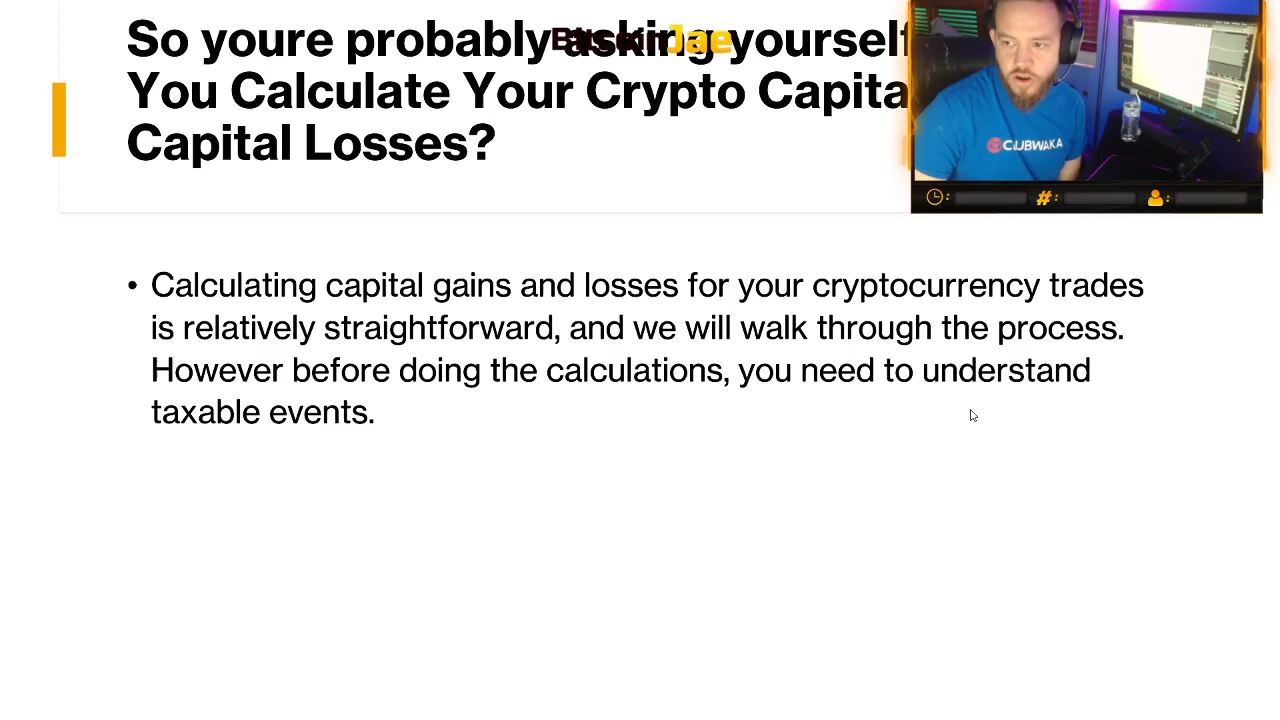 So youre probably asking yourself
You Calculate Your Crypto Capita
Capital Losses?
BitcoinJae
CLUBWAKA
:
#:
:
• Calculating capital gains and losses for your cryptocurrency trades
is relatively straightforward, and we will walk through the process.
However before doing the calculations, you need to understand
taxable events.